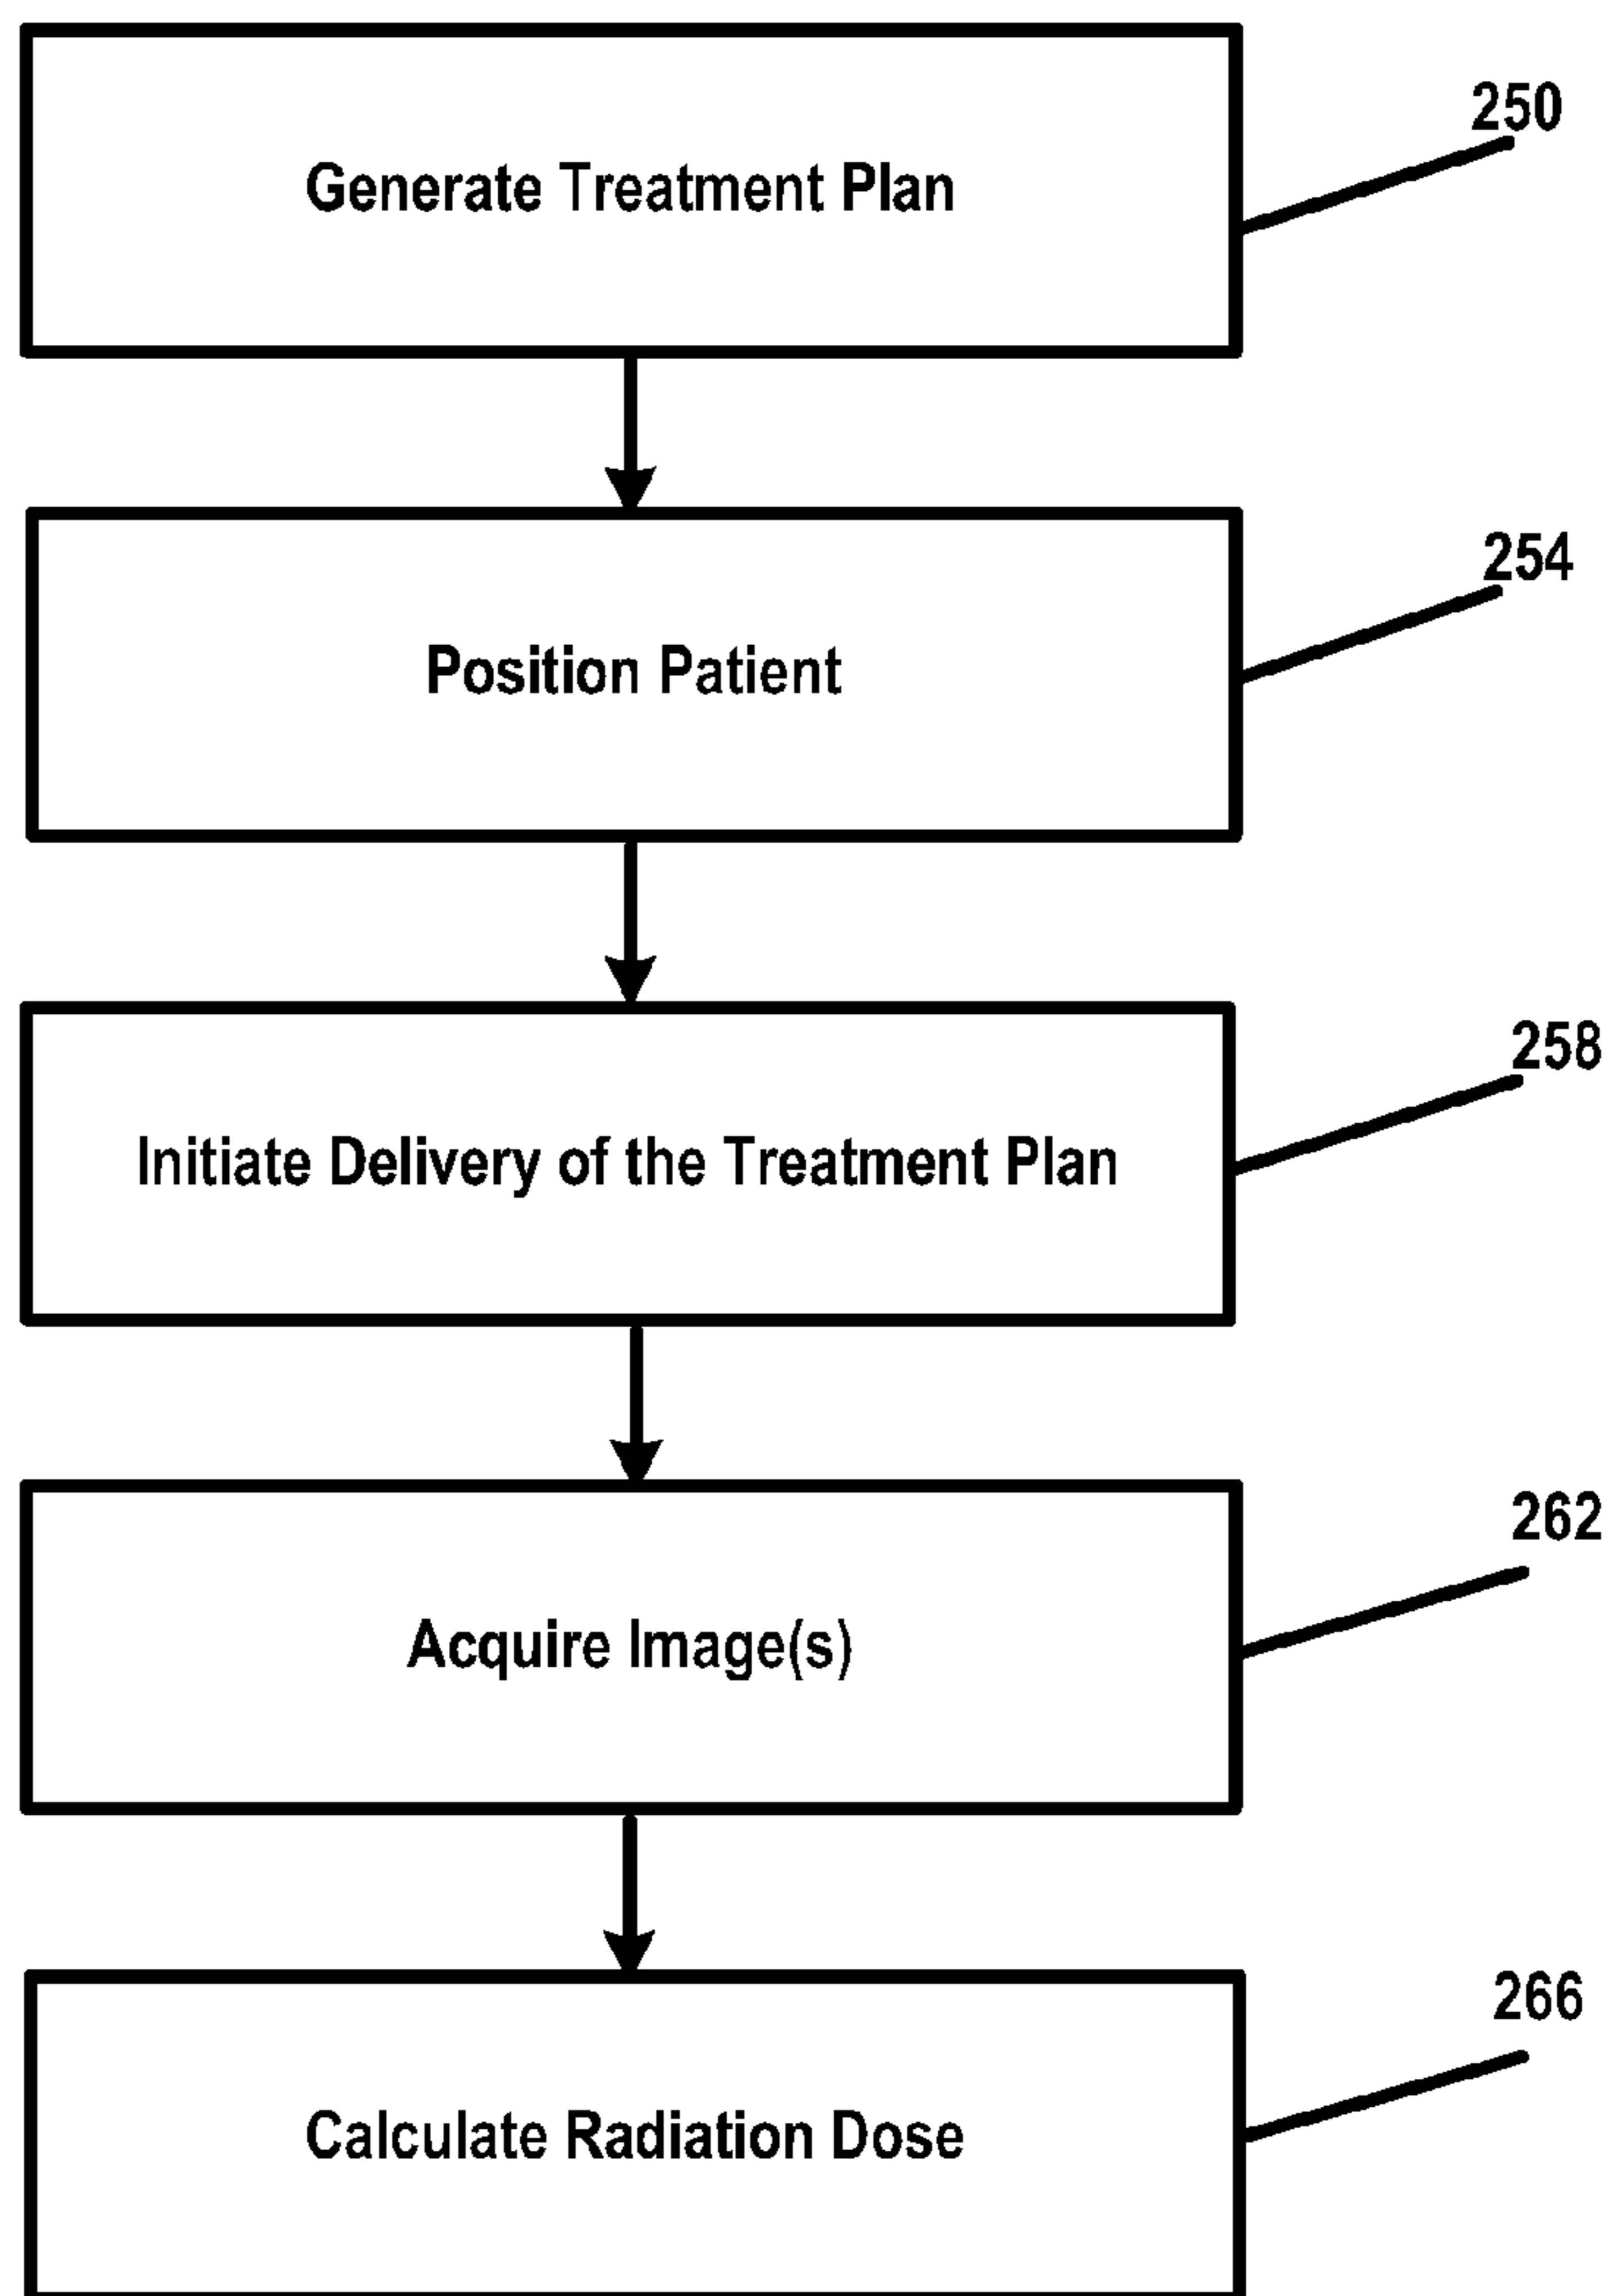 Generate Treatment Plan
250
Position Patient
254
Initiate Delivery of the Treatment Plan
258
Acquire Image(s)
262
Calculate Radiation Dose
266